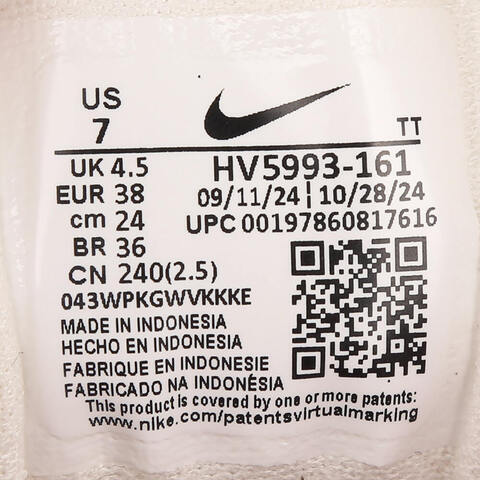 US
7
TT
UK 4.5
HV5993-161
EUR 38
09/11/24 | 10/28/24
cm 24
UPC 00197860817616
BR 36
CN 240(2.5)
043WPKGWVKKKE
MADE IN INDONESIA
HECHO EN INDONESIA
FABRIQUE EN INDONESIE
FABRICADO NA INDONÉSIA
This product is covered by one or more patents:
www.nike.com/patentsvirtualmarking